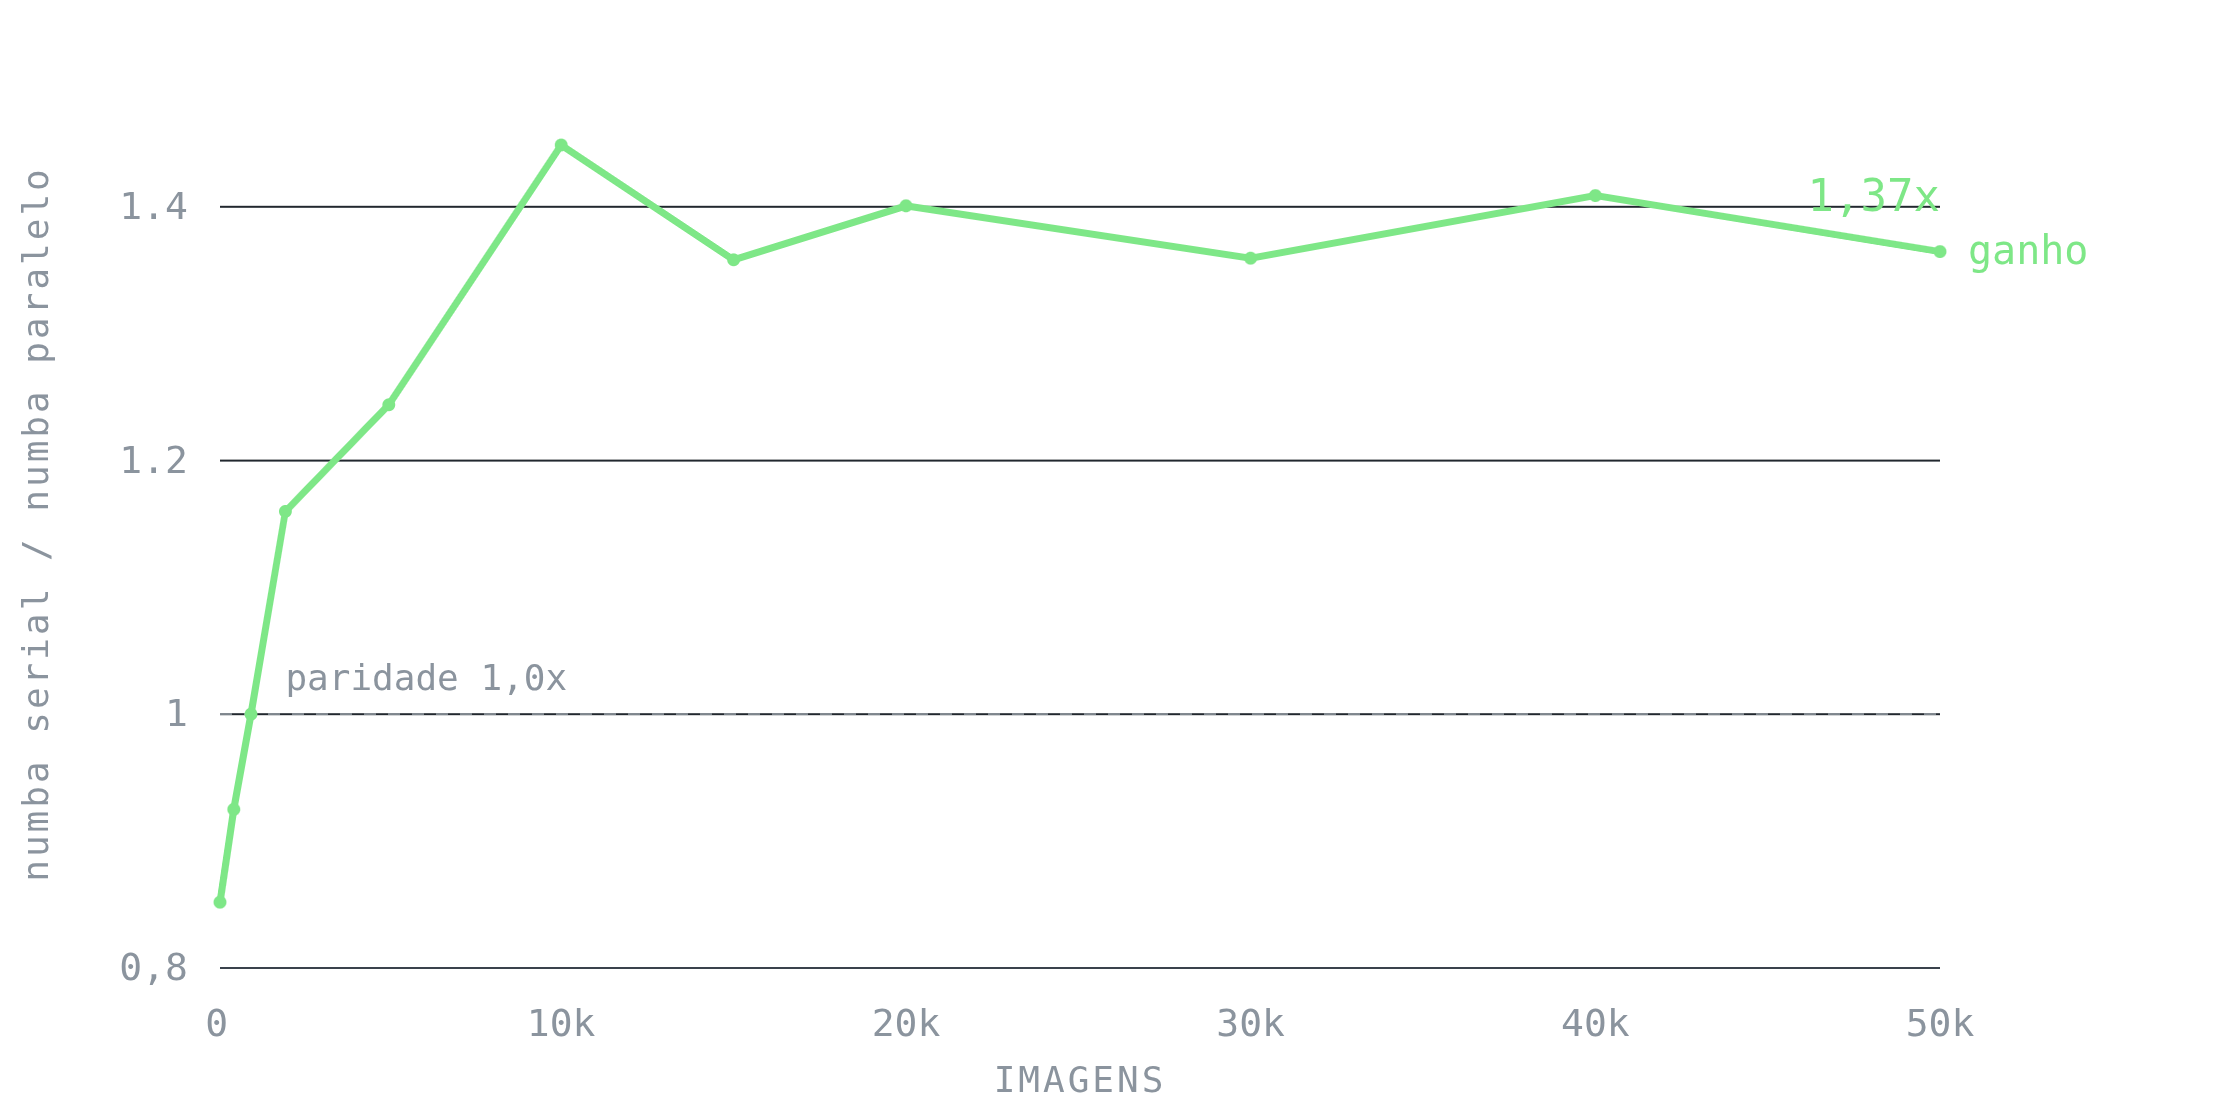 numba serial / numba paralelo
1.4
1.2
1
0,8
1,37x
ganho
paridade 1,0x
0 10k 20k 30k 40k 50k
IMAGENS